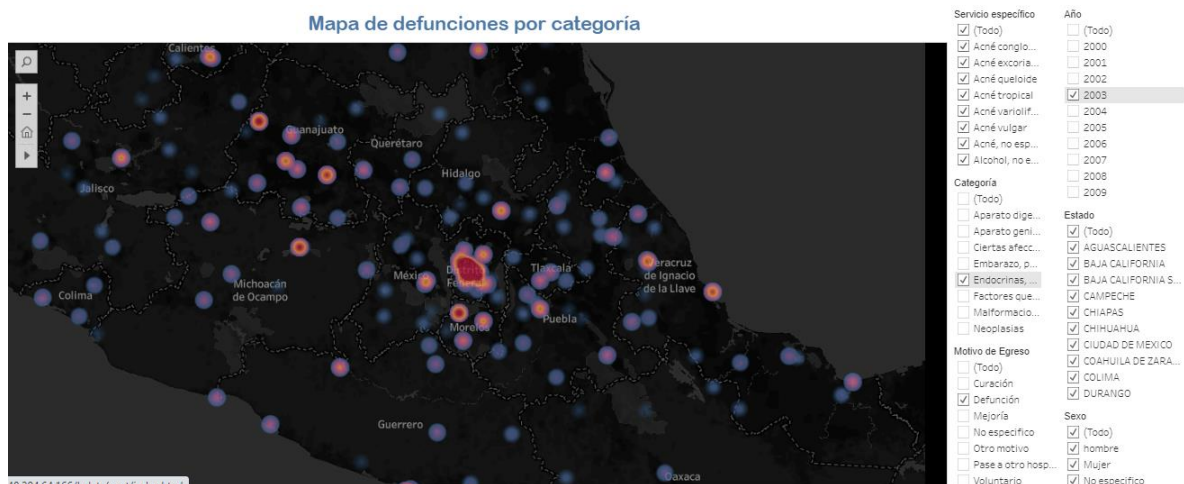 Mapa de defunciones por categoría
Calientes
Guanajuato
Querétaro
Hidalgo
Jalisco
México
Distrito
Federal
Tlaxcala
Veracruz
de Ignacio
de la Llave
Michoacán
de Ocampo
Colima
Morelos
Puebla
Guerrero
Oaxaca
Servicio específico
(Todo)
Acné conglo...
Acné excoria...
Acné queloide
Acné tropical
Acné variolif...
Acné vulgar
Acné, no esp...
Alcohol, no e...
Categoría
(Todo)
Aparato dige...
Aparato geni...
Ciertas afecc...
Embarazo, p...
Endocrinas, ...
Factores que...
Malformacio...
Neoplasias
Motivo de Egreso
(Todo)
Curación
Defunción
Mejoría
No especifico
Otro motivo
Pase a otro hosp...
Voluntario
Año
(Todo)
2000
2001
2002
2003
2004
2005
2006
2007
2008
2009
Estado
(Todo)
AGUASCALIENTES
BAJA CALIFORNIA
BAJA CALIFORNIA S...
CAMPECHE
CHIAPAS
CHIHUAHUA
CIUDAD DE MEXICO
COAHUILA DE ZARA...
COLIMA
DURANGO
Sexo
(Todo)
hombre
Mujer
No especifico